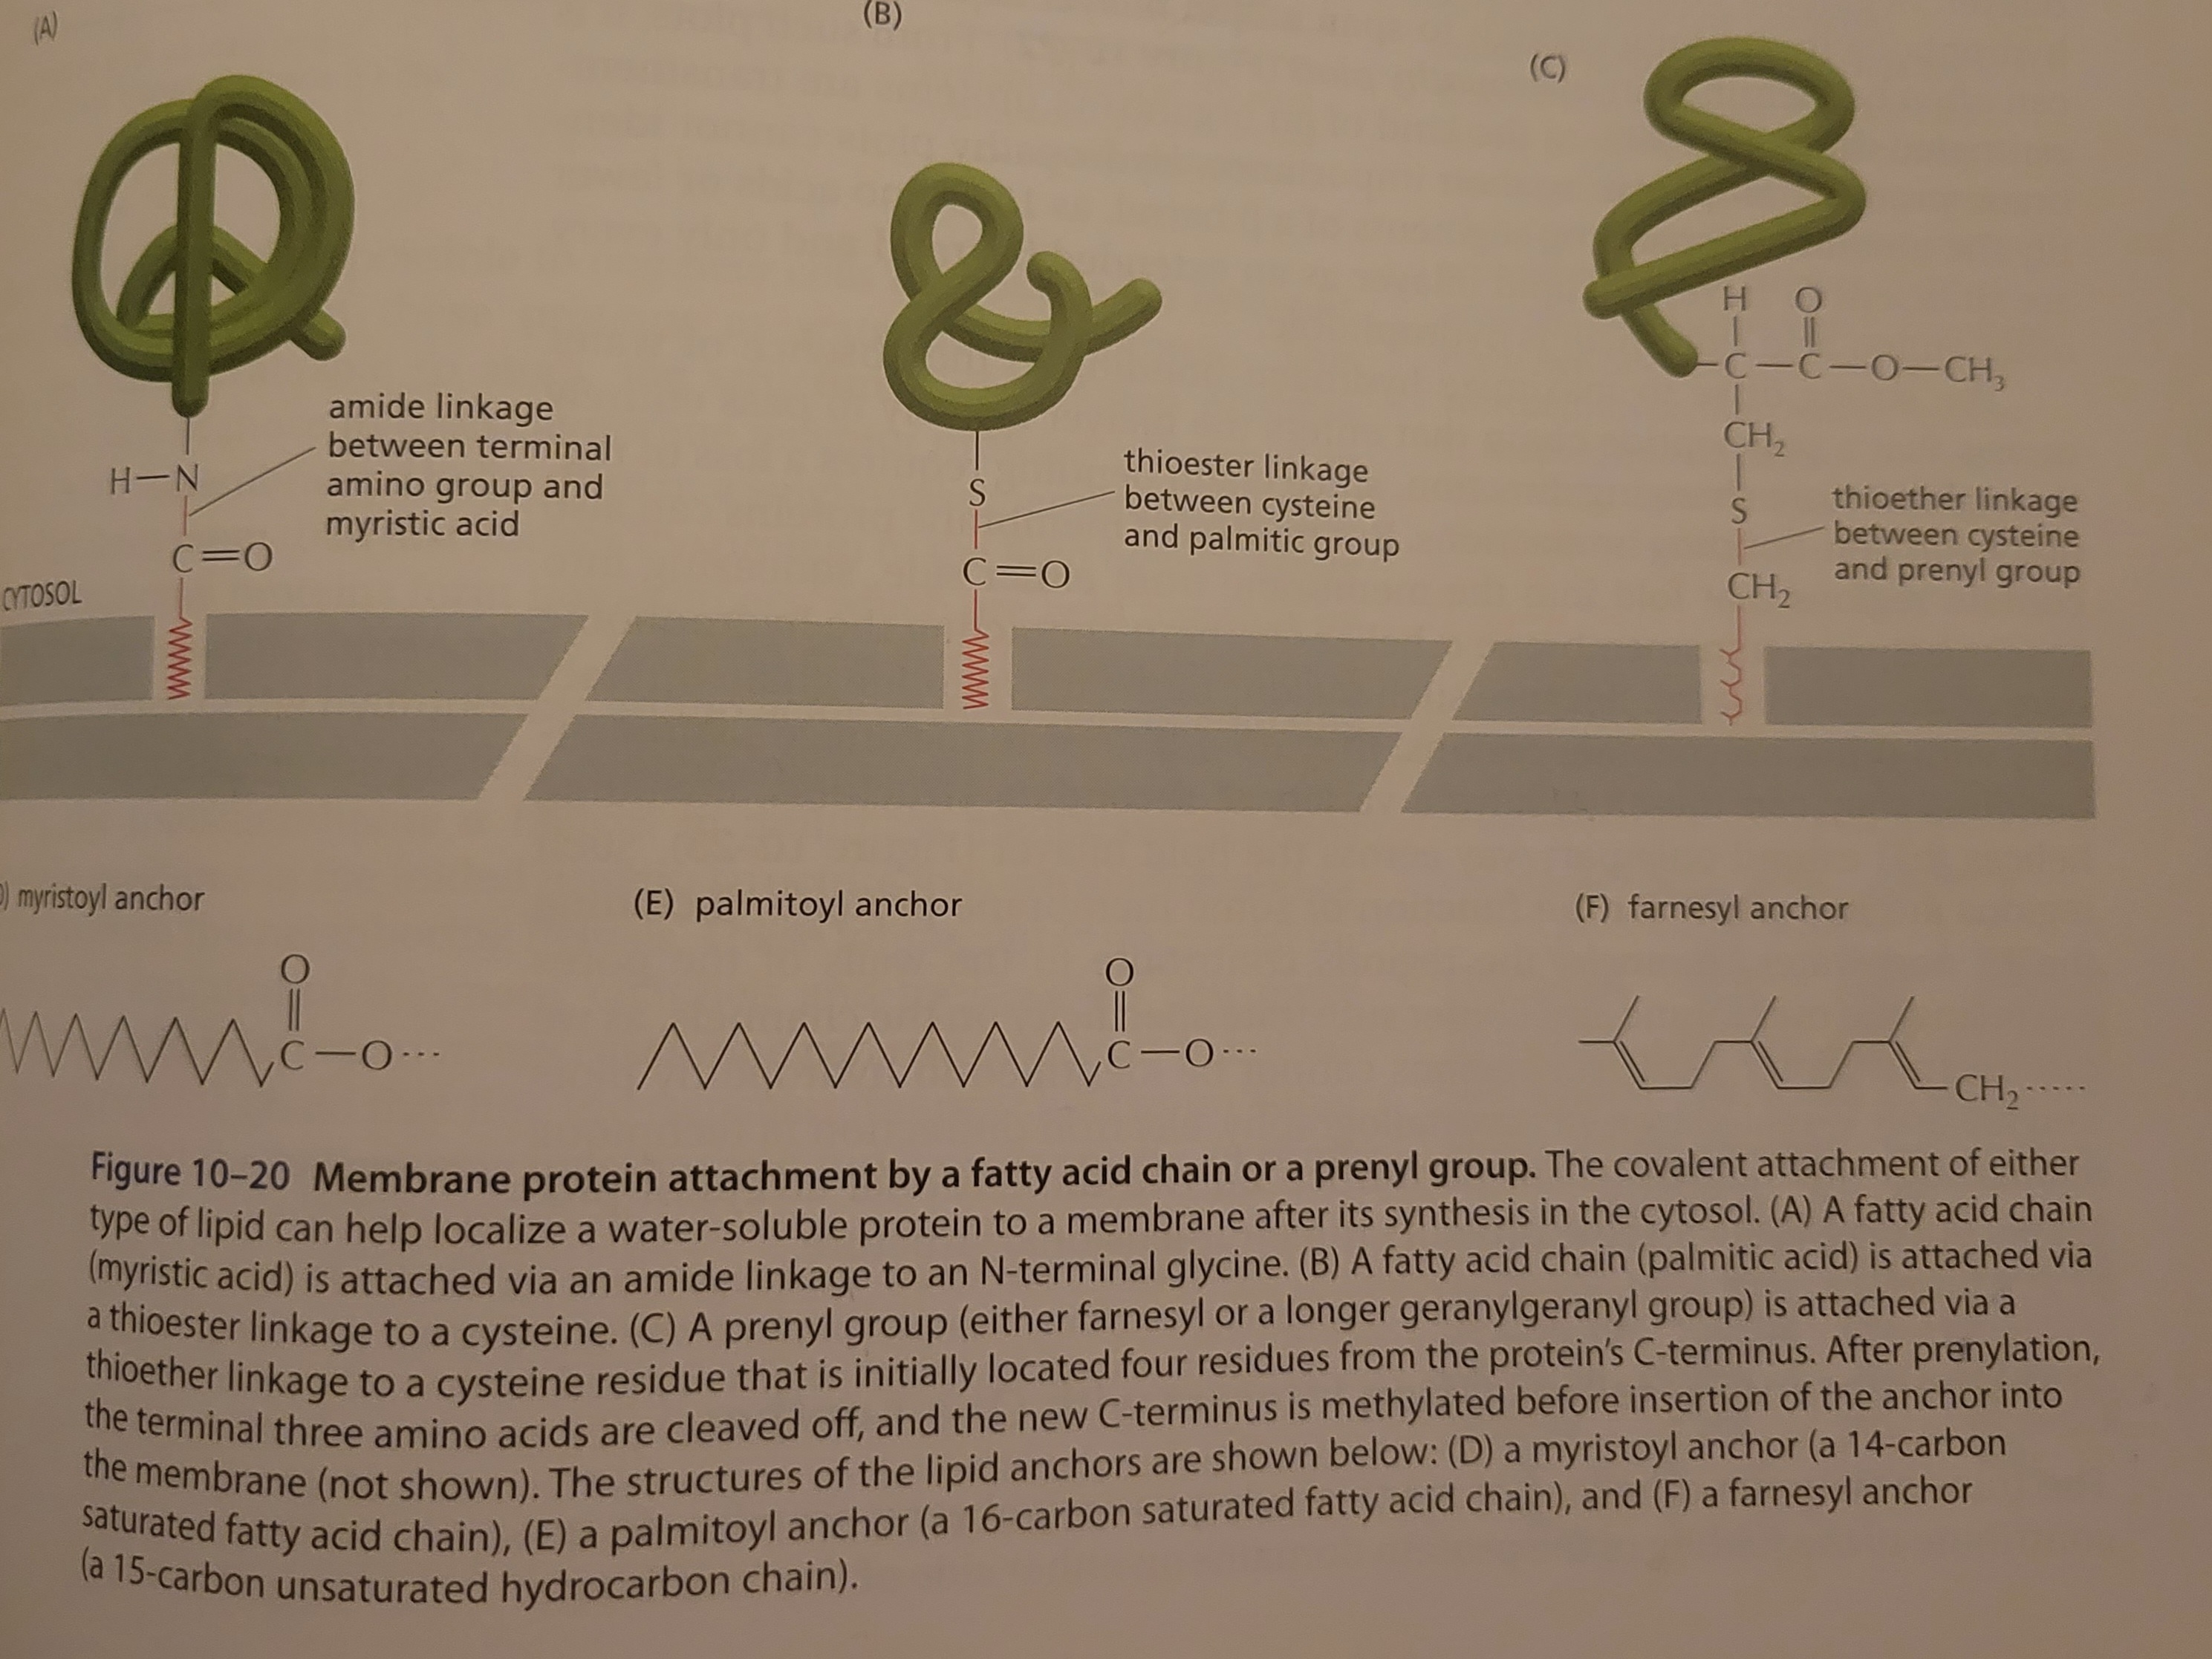 (A)
(B)
(C)
amide linkage
between terminal
amino group and
myristic acid
H—N
C=O
CYTOSOL
S
C=O
thioester linkage
between cysteine
and palmitic group
H O
—C—C—O—CH₃
CH₂
S
CH₂
thioether linkage
between cysteine
and prenyl group
) myristoyl anchor
O
C—O···
(E) palmitoyl anchor
O
C—O···
(F) farnesyl anchor
CH₂·····
Figure 10–20 Membrane protein attachment by a fatty acid chain or a prenyl group. The covalent attachment of either
type of lipid can help localize a water-soluble protein to a membrane after its synthesis in the cytosol. (A) A fatty acid chain
(myristic acid) is attached via an amide linkage to an N-terminal glycine. (B) A fatty acid chain (palmitic acid) is attached via
a thioester linkage to a cysteine. (C) A prenyl group (either farnesyl or a longer geranylgeranyl group) is attached via a
thioether linkage to a cysteine residue that is initially located four residues from the protein’s C-terminus. After prenylation,
the terminal three amino acids are cleaved off, and the new C-terminus is methylated before insertion of the anchor into
the membrane (not shown). The structures of the lipid anchors are shown below: (D) a myristoyl anchor (a 14-carbon
saturated fatty acid chain), (E) a palmitoyl anchor (a 16-carbon saturated fatty acid chain), and (F) a farnesyl anchor
(a 15-carbon unsaturated hydrocarbon chain).